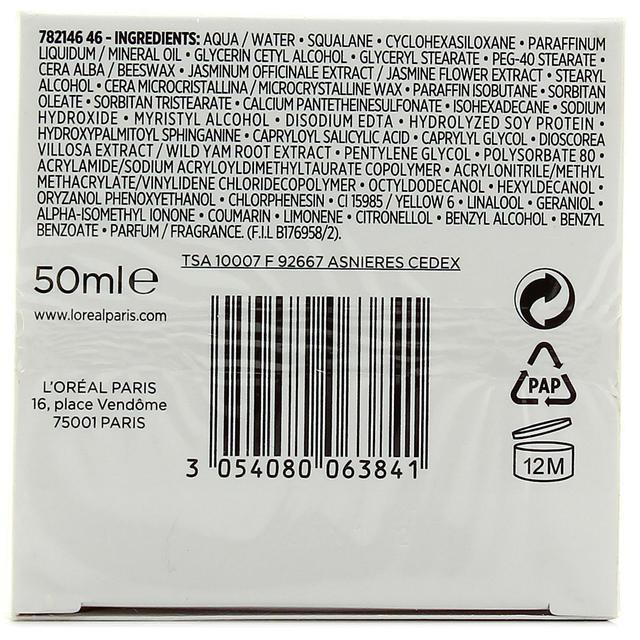 782146 46 - INGREDIENTS: AQUA / WATER • SQUALANE • CYCLOHEXASILOXANE • PARAFFINUM
LIQUIDUM / MINERAL OIL • GLYCERIN CETYL ALCOHOL • GLYCERYL STEARATE • PEG-40 STEARATE •
CERA ALBA / BEESWAX • JASMINUM OFFICINALE EXTRACT / JASMINE FLOWER EXTRACT • STEARYL
ALCOHOL • CERA MICROCRISTALLINA / MICROCRYSTALLINE WAX • PARAFFIN ISOBUTANE • SORBITAN
OLEATE • SORBITAN TRISTEARATE • CALCIUM PANTETHEINESULFONATE • ISOHEXADECANE • SODIUM
HYDROXIDE • MYRISTYL ALCOHOL • DISODIUM EDTA • HYDROLYZED SOY PROTEIN •
HYDROXYPALMITOYL SPHINGANINE • CAPRYLOYL SALICYLIC ACID • CAPRYLYL GLYCOL • DIOSCOREA
VILLOSA EXTRACT / WILD YAM ROOT EXTRACT • PENTYLENE GLYCOL • POLYSORBATE 80 •
ACRYLAMIDE/SODIUM ACRYLOYLDIMETHYLTAURATE COPOLYMER • ACRYLONITRILE/METHYL
METHACRYLATE/VINYLIDENE CHLORIDECOPOLYMER • OCTYLDODECANOL • HEXYLDECANOL •
ORYZANOL PHENOXYETHANOL • CHLORPHENESIN • CI 15985 / YELLOW 6 • LINALOOL • GERANIOL •
ALPHA-ISOMETHYL IONONE • COUMARIN • LIMONENE • CITRONELLOL • BENZYL ALCOHOL • BENZYL
BENZOATE • PARFUM / FRAGRANCE. (F.I.L B176958/2).
TSA 10007 F 92667 ASNIERES CEDEX
50ml e
www.lorealparis.com
L'ORÉAL PARIS
16, place Vendôme
75001 PARIS
PAP
12M
3 054080 063841